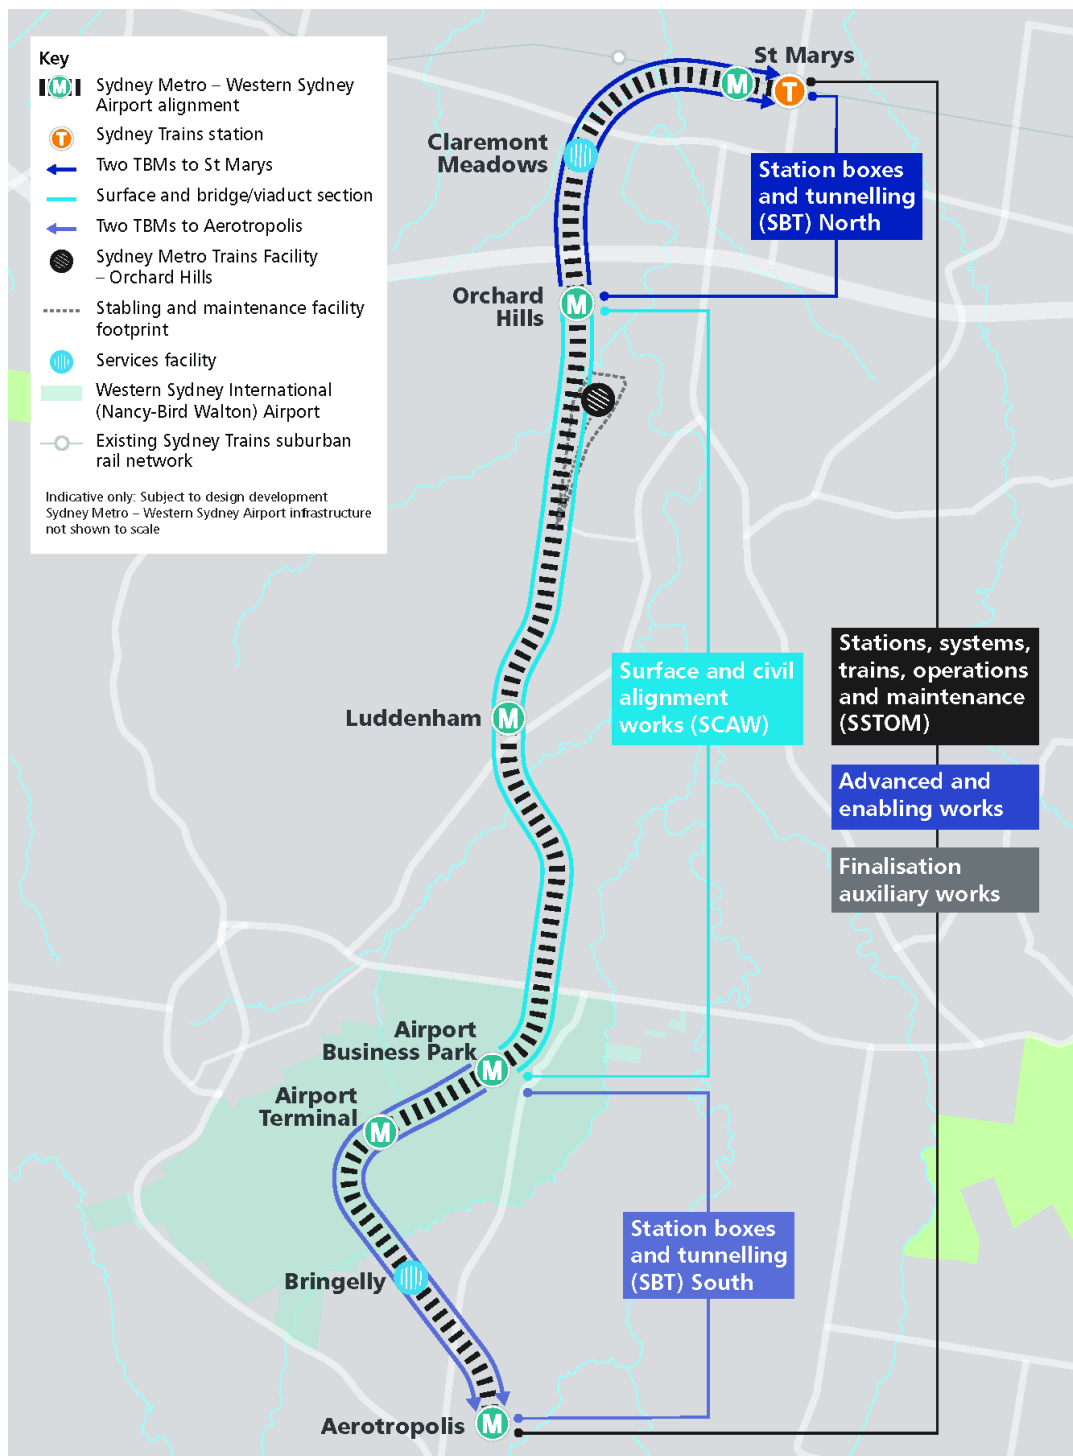 Key
Sydney Metro – Western Sydney
Airport alignment
Sydney Trains station
Two TBMs to St Marys
Surface and bridge/viaduct section
Two TBMs to Aerotropolis
Sydney Metro Trains Facility
– Orchard Hills
Stabling and maintenance facility
footprint
Services facility
Western Sydney International
(Nancy-Bird Walton) Airport
Existing Sydney Trains suburban
rail network
Indicative only: Subject to design development
Sydney Metro – Western Sydney Airport infrastructure
not shown to scale
M
T
St Marys
M
T
Claremont
Meadows
Station boxes
and tunnelling
(SBT) North
Orchard
Hills
M
Stations, systems,
trains, operations
and maintenance
(SSTOM)
Surface and civil
alignment
works (SCAW)
Luddenham
M
Advanced and
enabling works
Finalisation
auxiliary works
Airport
Business Park
M
Airport
Terminal
M
Station boxes
and tunnelling
(SBT) South
Bringelly
Aerotropolis
M